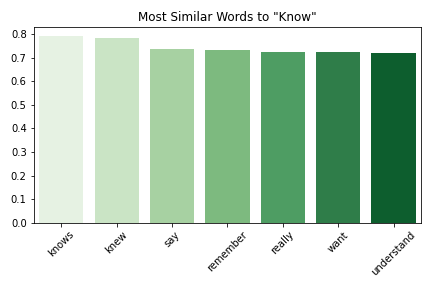 Most Similar Words to "Know"
0.8
0.7
0.6
0.5
0.4
0.3
0.2
0.1
0.0
knows
knew
say
remember
really
want
understand